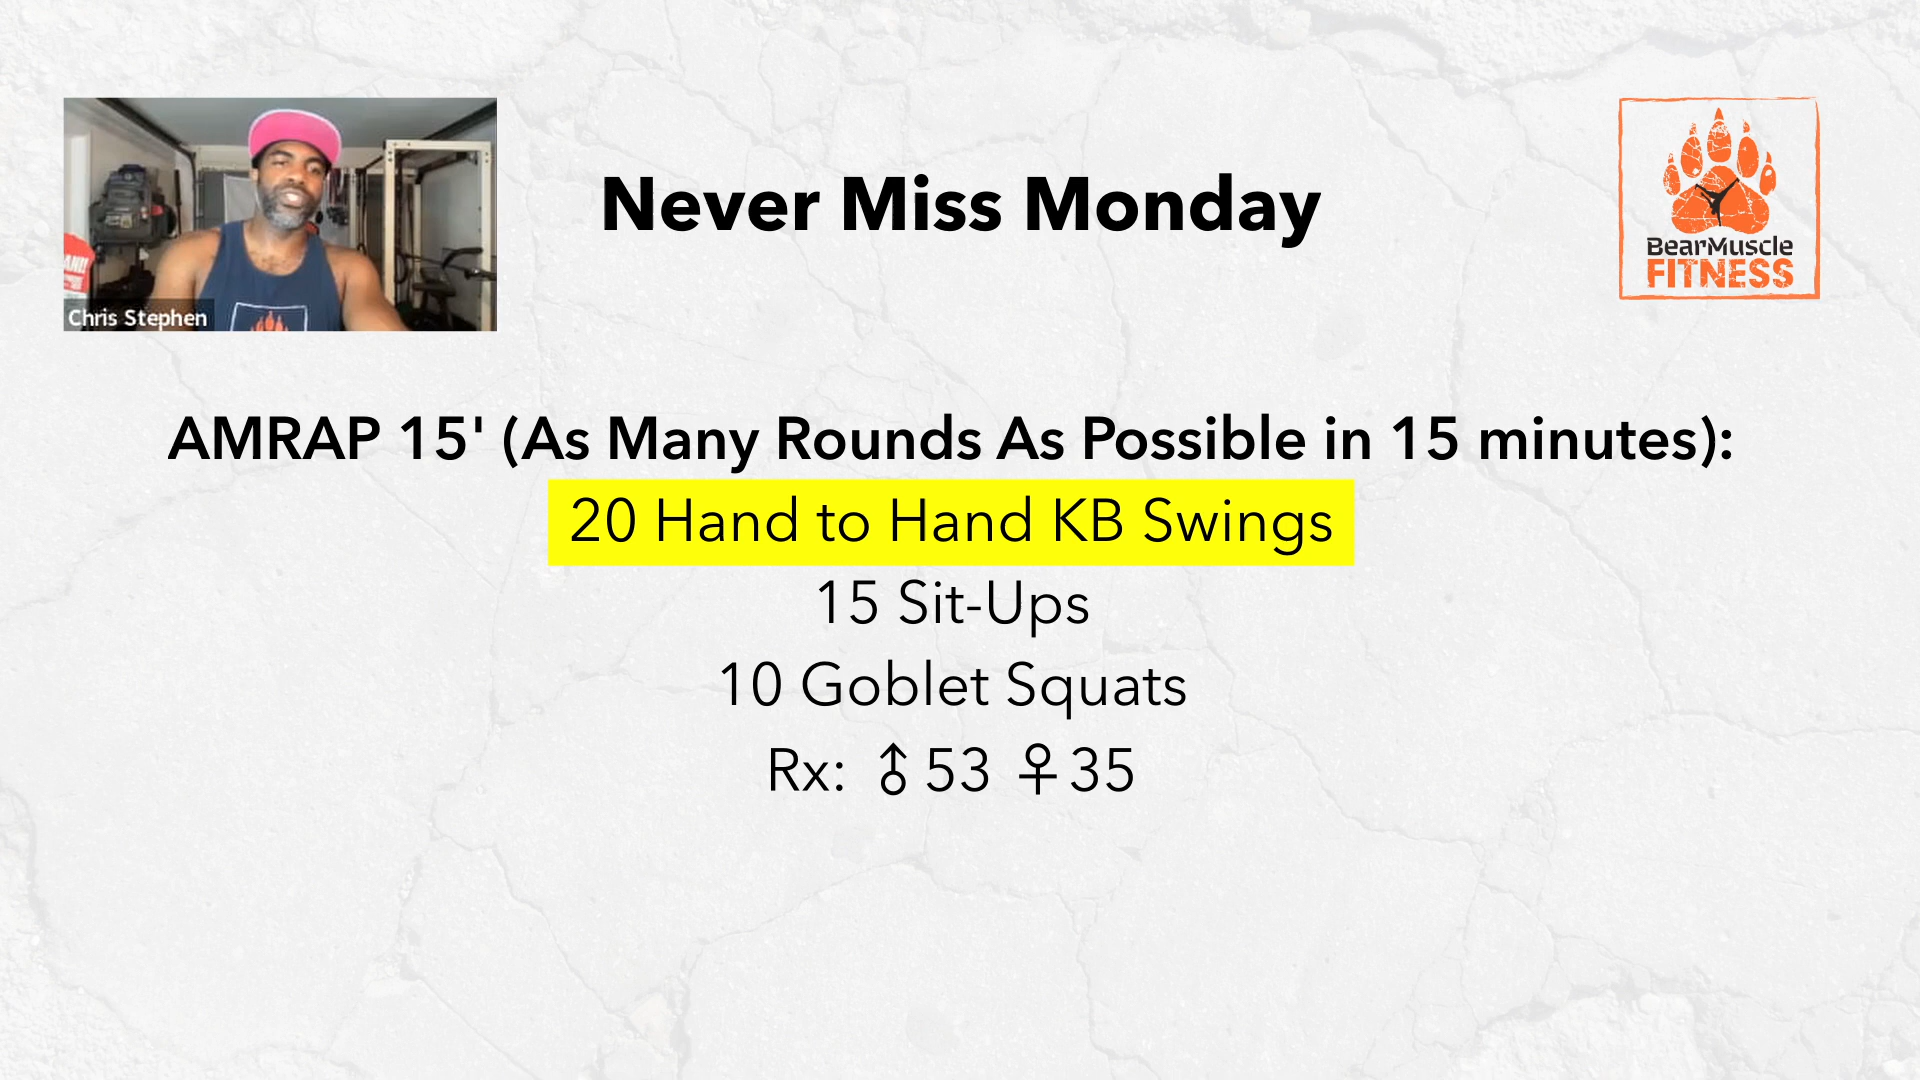 Never Miss Monday
Chris Stephen
BearMuscle
FITNESS
AMRAP 15' (As Many Rounds As Possible in 15 minutes):
20 Hand to Hand KB Swings
15 Sit-Ups
10 Goblet Squats
Rx: ♂53 ♀35